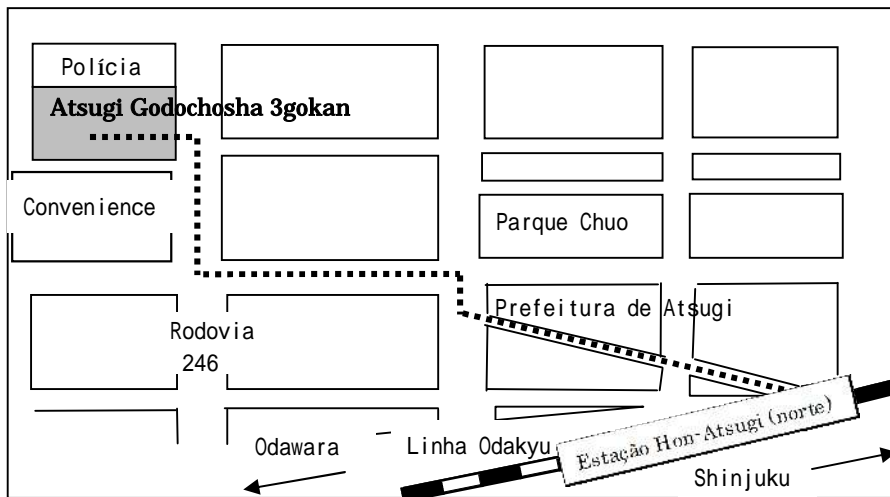 Polícia
Atsugi Godochosha 3gokan
Convenience
Parque Chuo
Prefeitura de Atsugi
Rodovia
246
Estação Hon-Atsugi (norte)
Odawara
Linha Odakyu
Shinjuku